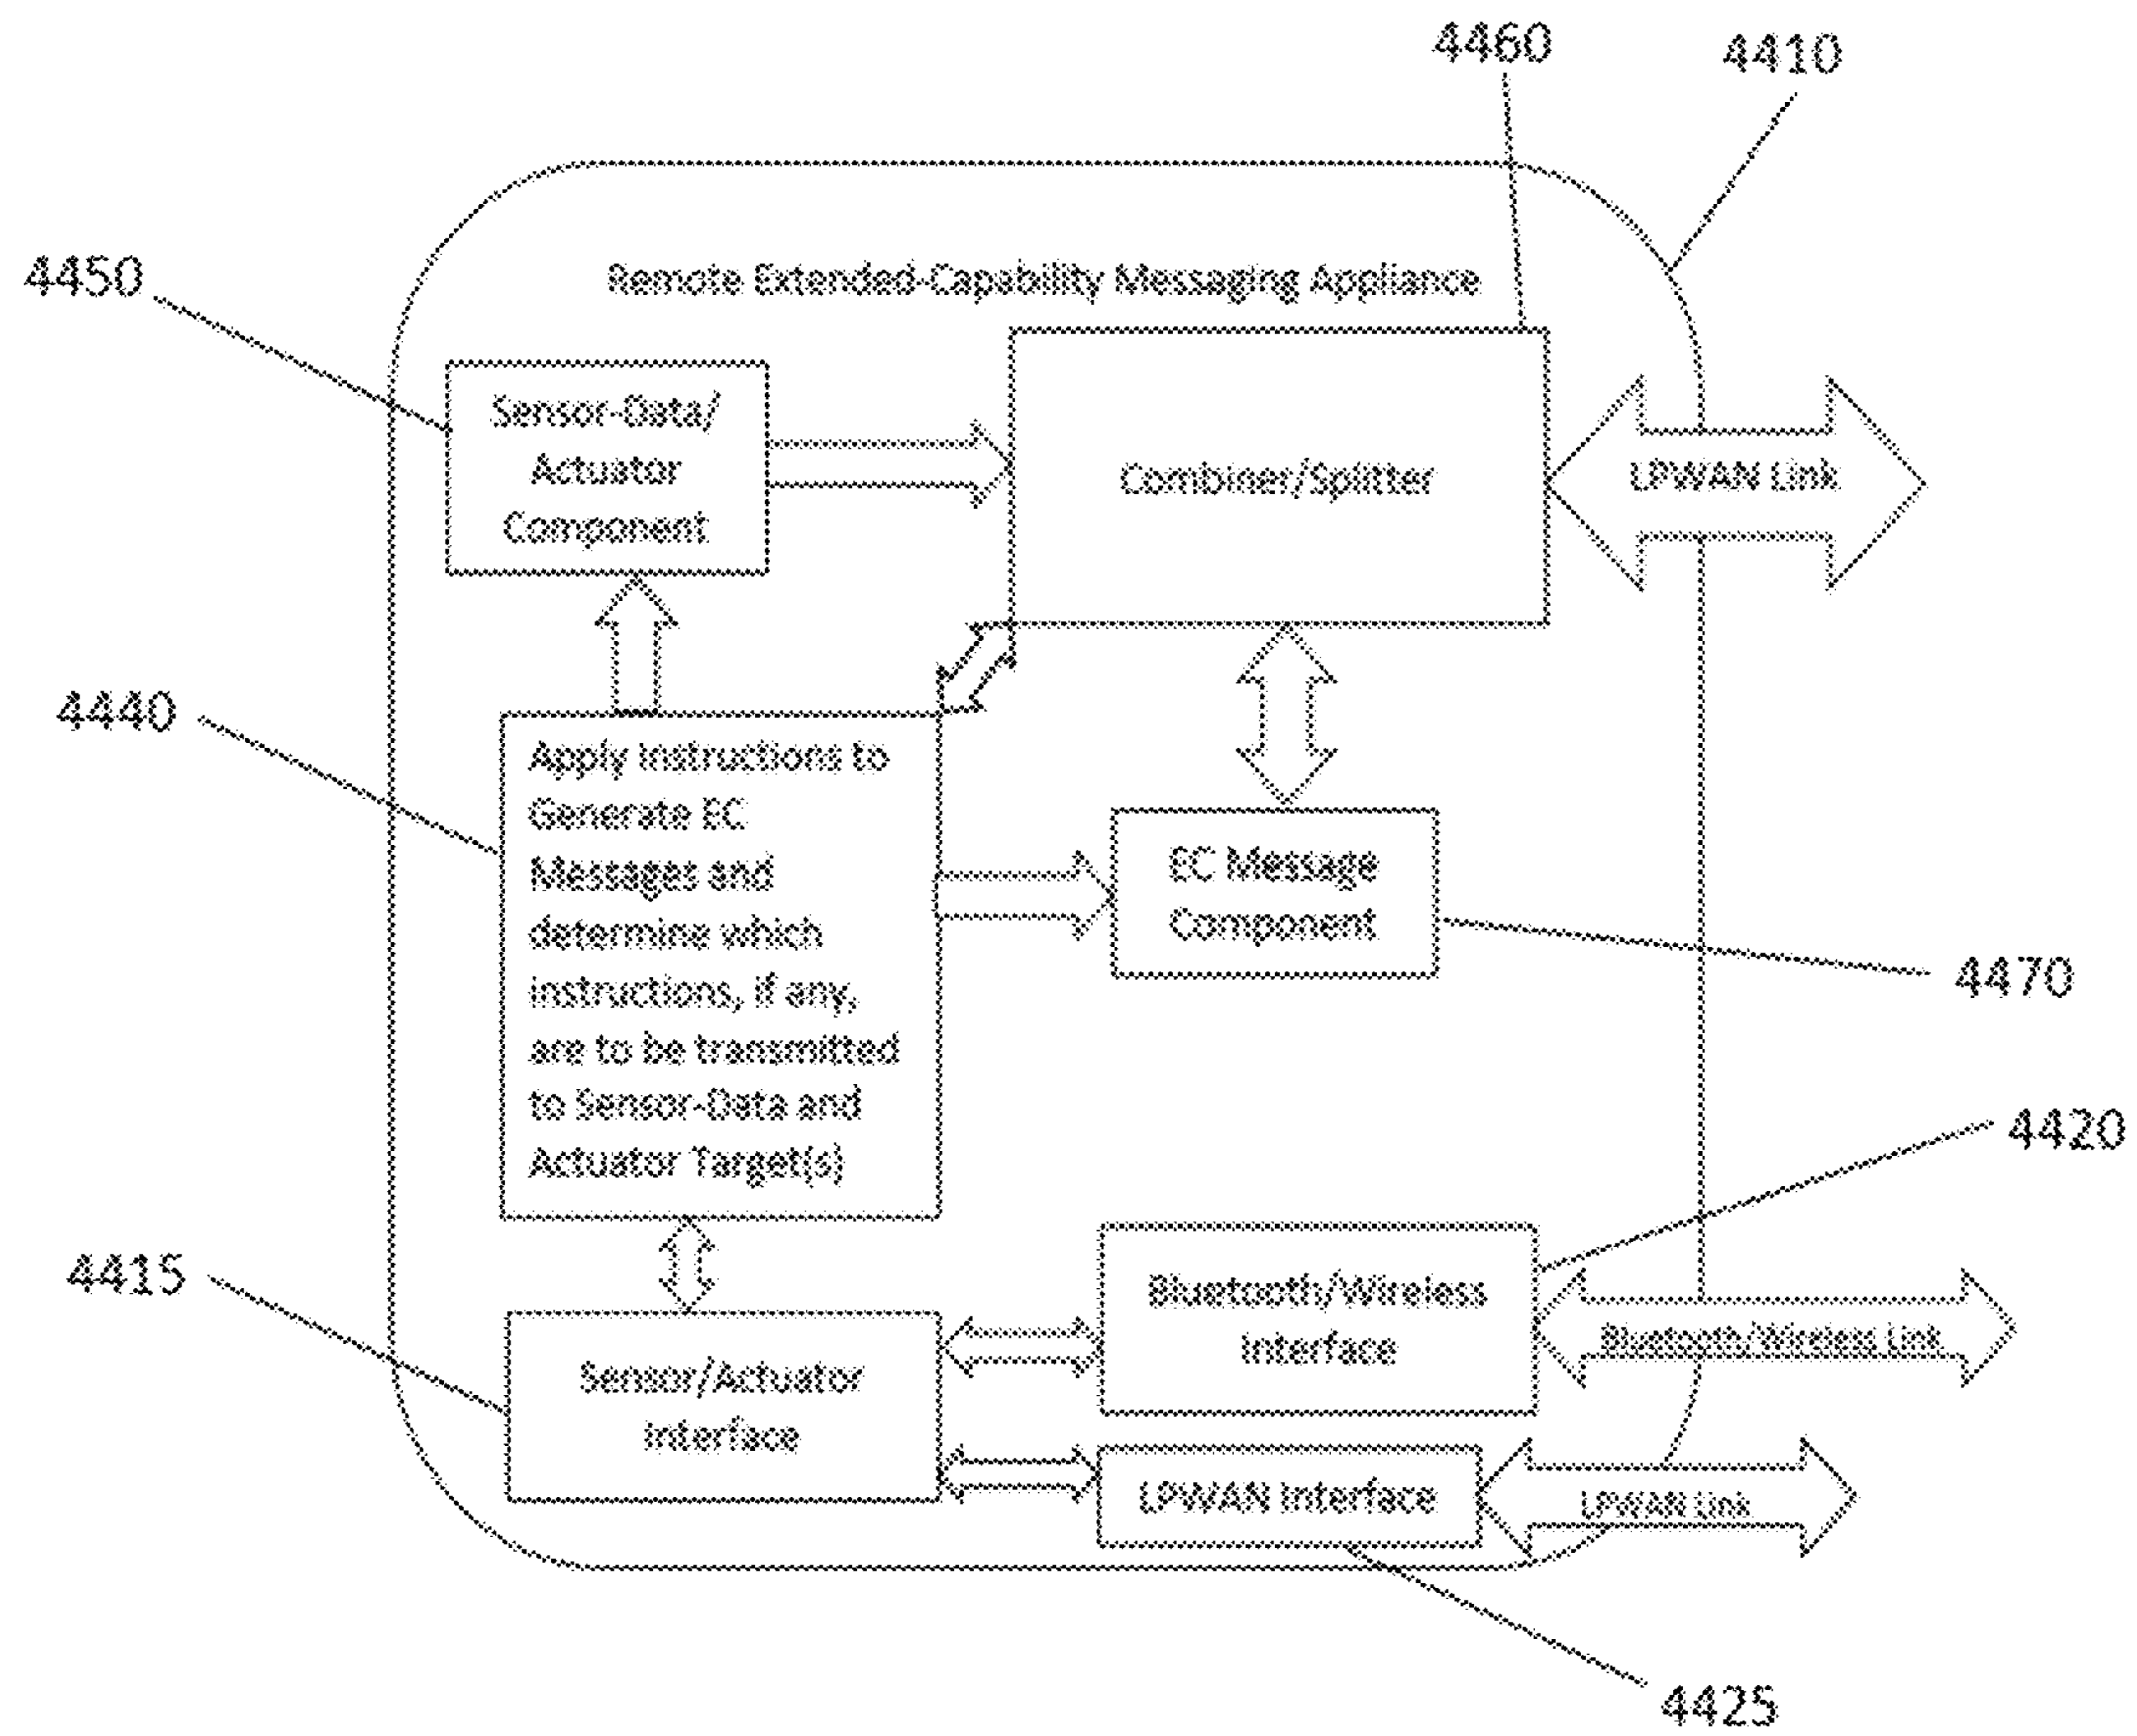 4460
4410
4450
Remote Extended-Capability Messaging Appliance
Sensor-Data/
Actuator
Component
Combiner/Splitter
LPWAN Link
4440
Apply instructions to
Generate EC
Messages and
determine which
instructions, if any,
are to be transmitted
to Sensor-Data and
Actuator Target(s)
EC Message
Component
4470
4420
4415
Bluetooth/Wireless
Interface
Bluetooth/Wireless Link
Sensor/Actuator
Interface
LPWAN Interface
LPWAN Link
4425